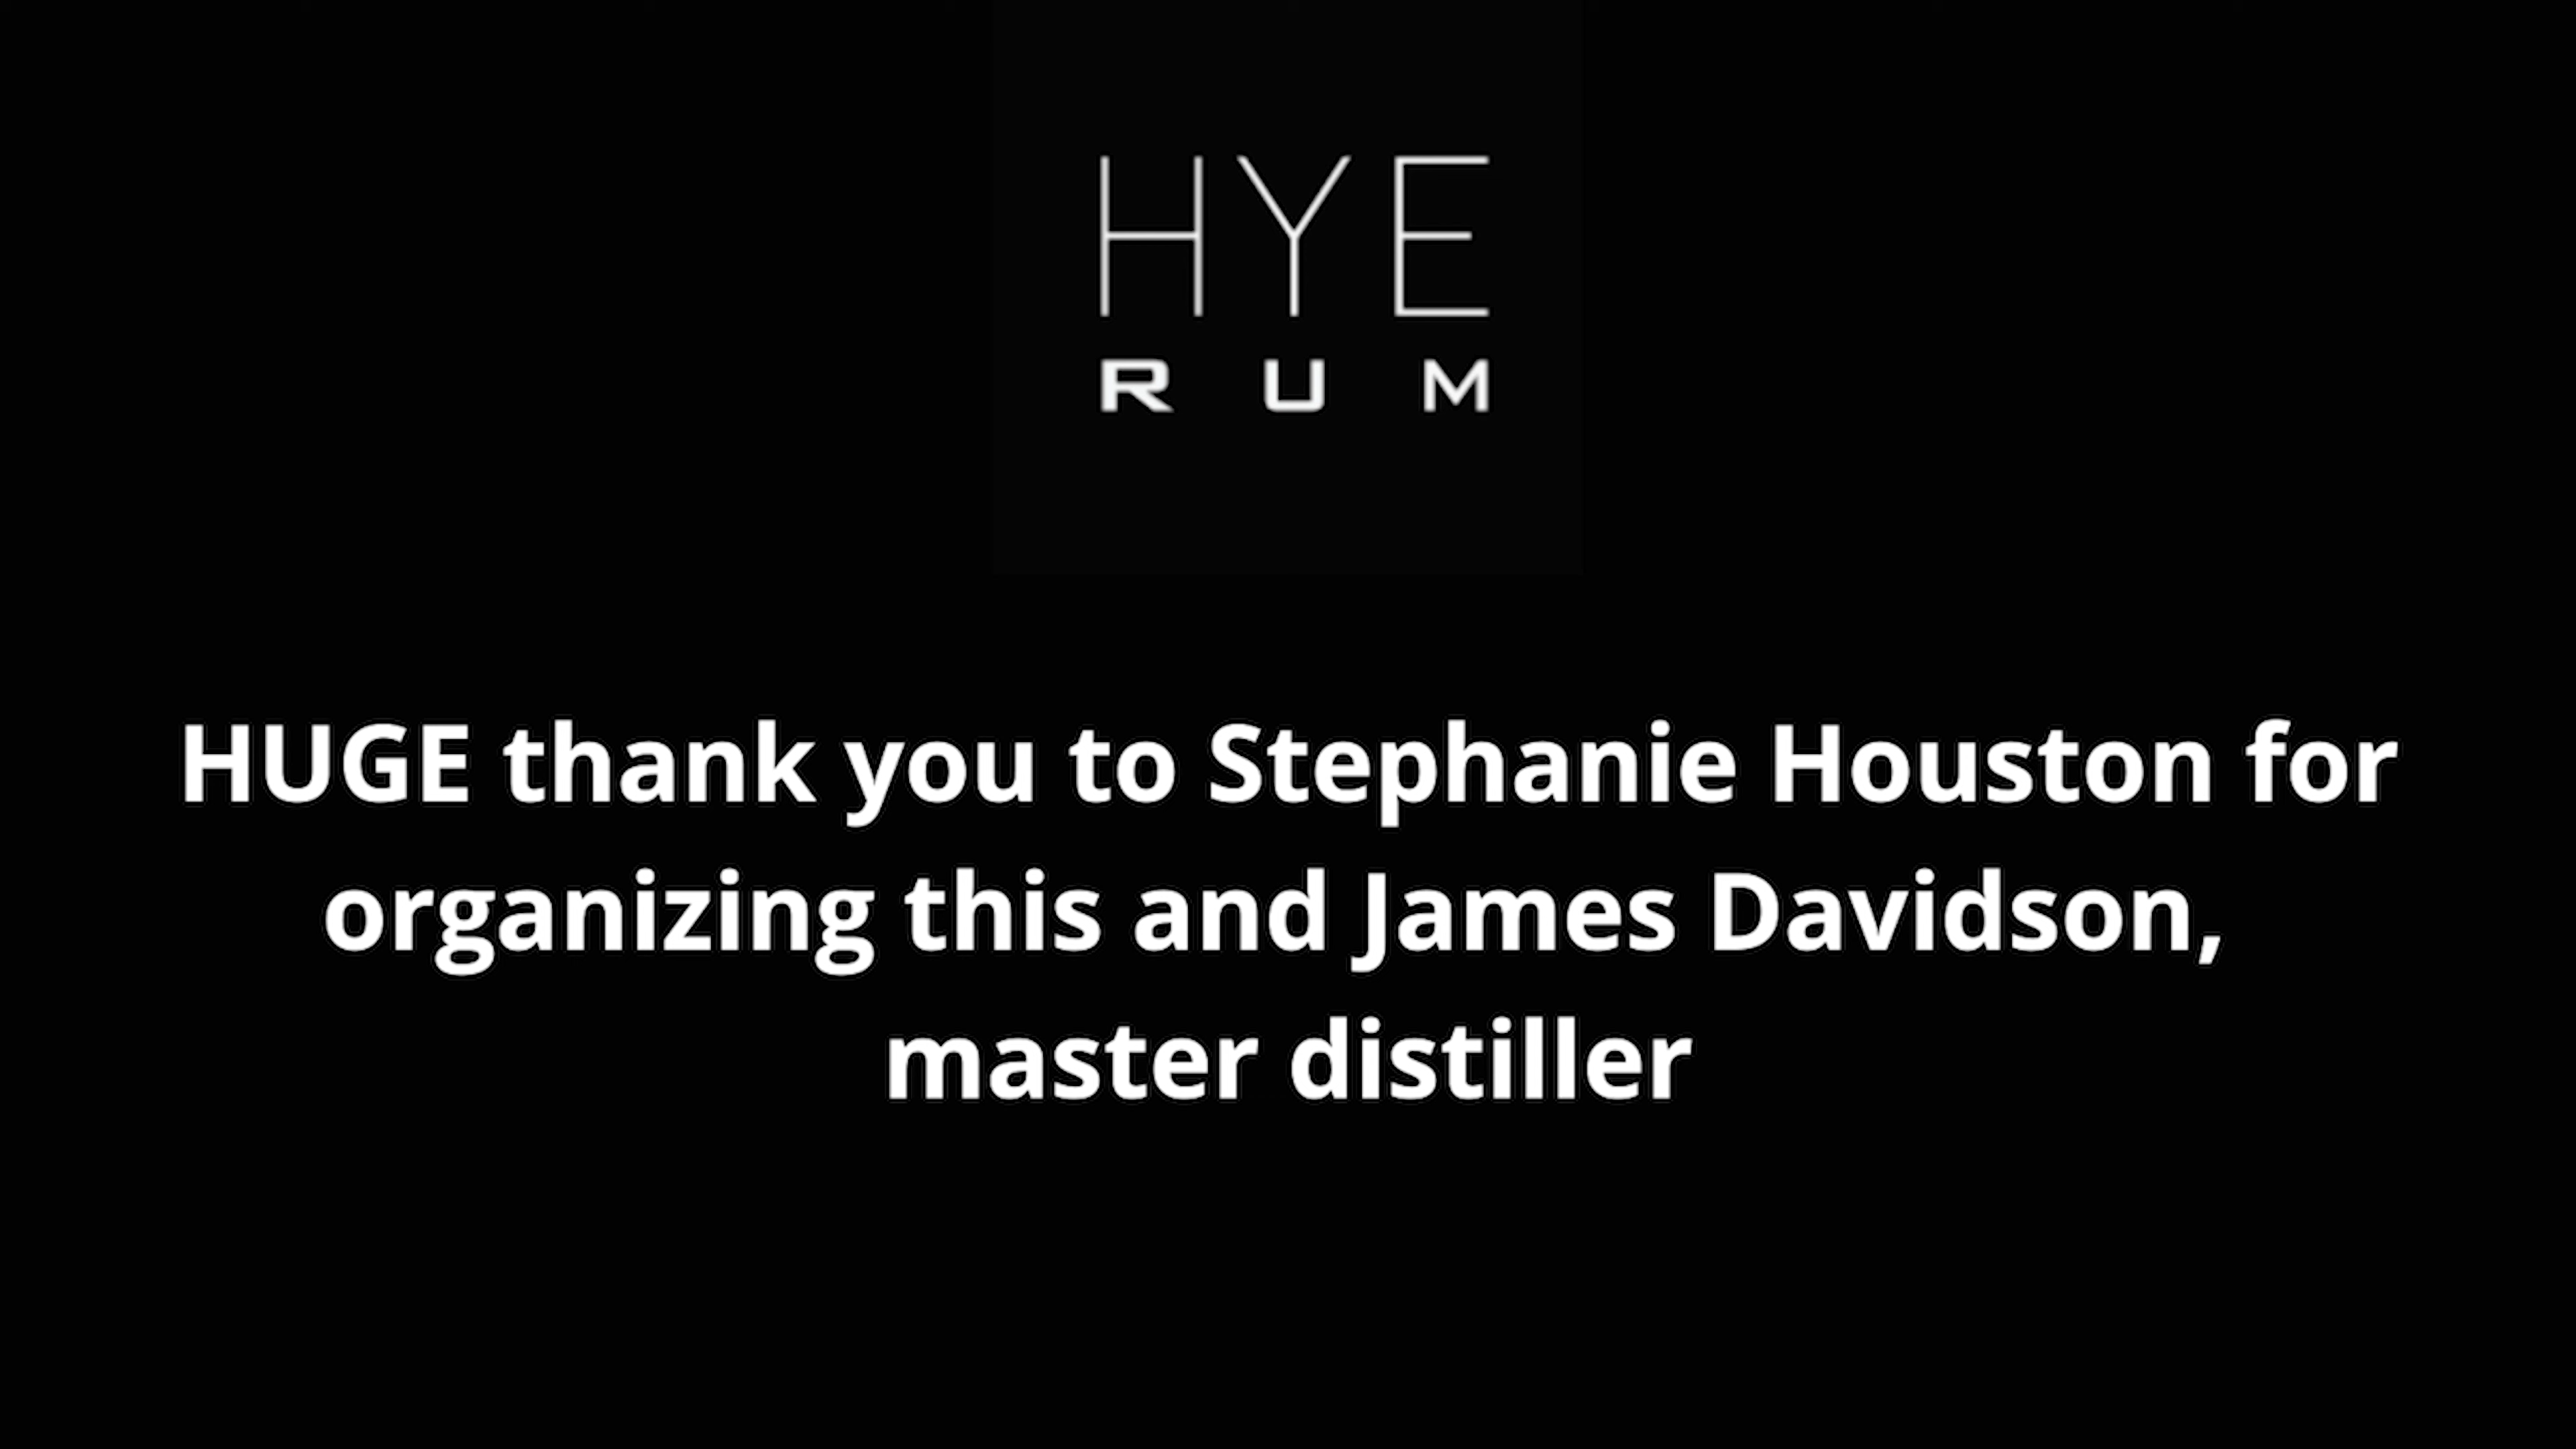 HYE
RUM
HUGE thank you to Stephanie Houston for
organizing this and James Davidson,
master distiller